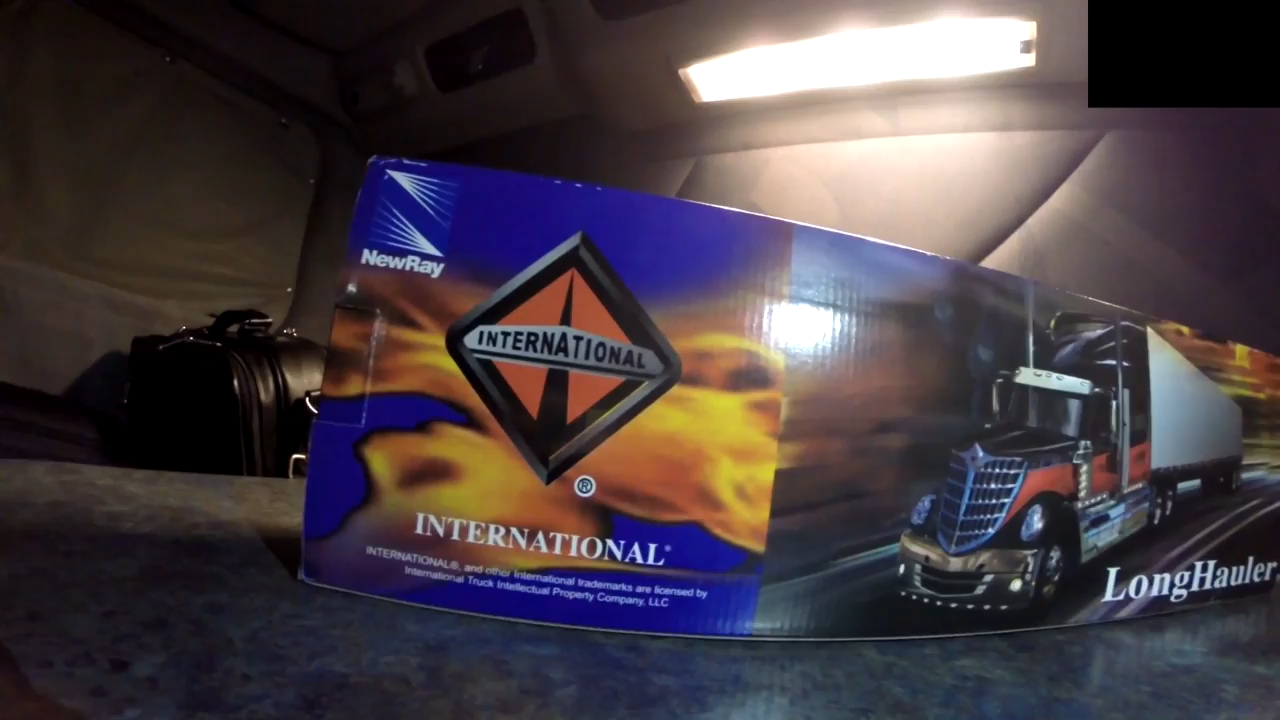 NewRay
INTERNATIONAL
®
INTERNATIONAL®
INTERNATIONAL®, and other International trademarks are licensed by
International Truck Intellectual Property Company, LLC
LongHauler